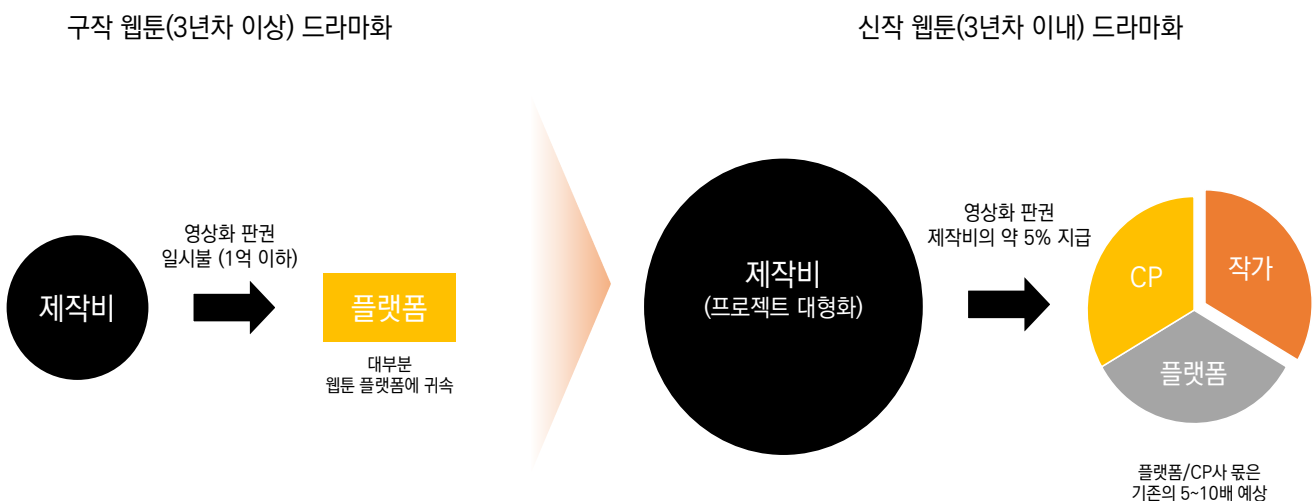 구작 웹툰(3년차 이상) 드라마화
제작비
영상화 판권
일시불 (1억 이하)
플랫폼
대부분
웹툰 플랫폼에 귀속
신작 웹툰(3년차 이내) 드라마화
제작비
(프로젝트 대형화)
영상화 판권
제작비의 약 5% 지급
CP
작가
플랫폼
플랫폼/CP사 몫은
기존의 5~10배 예상